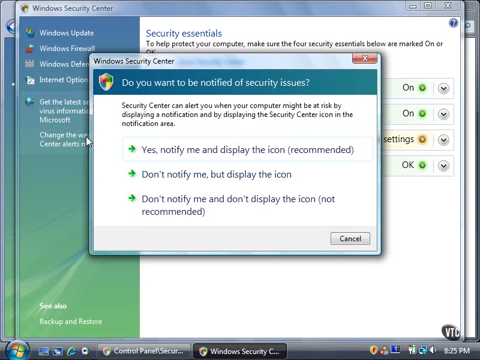 Windows Security Center
Windows Update
Windows Firewall
Windows Defen
Internet Option
Get the latest se
virus informatio
Microsoft
Change the wa
Center alerts
See also
Backup and Restore
Security essentials
To help protect your computer, make sure the four security essentials below are marked On or
OK.
On
On
settings
OK
Windows Security Center
Do you want to be notified of security issues?
Security Center can alert you when your computer might be at risk by
displaying a notification and by displaying the Security Center icon in the
notification area.
Yes, notify me and display the icon (recommended)
Don't notify me, but display the icon
Don't notify me and don't display the icon (not
recommended)
Cancel
VTC
Control Panel\Secur...
Windows Security C...
8:25 PM